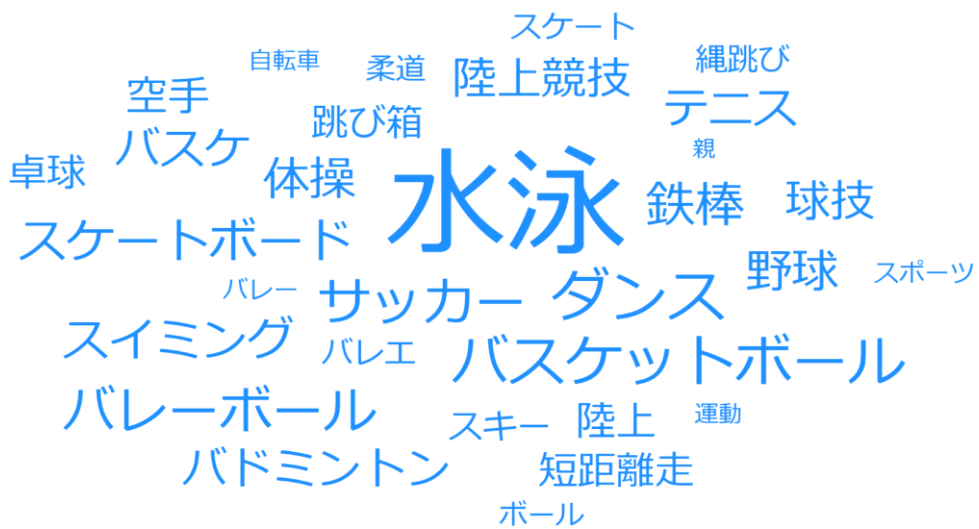 スケート
自転車
柔道
陸上競技
縄跳び
空手
跳び箱
テニス
バスケ
親
卓球
体操
水泳
鉄棒
球技
スケートボード
野球
スポーツ
バレー
サッカー
ダンス
スイミング
バレエ
バスケットボール
バレーボール
スキー
陸上
運動
バドミントン
短距離走
ボール